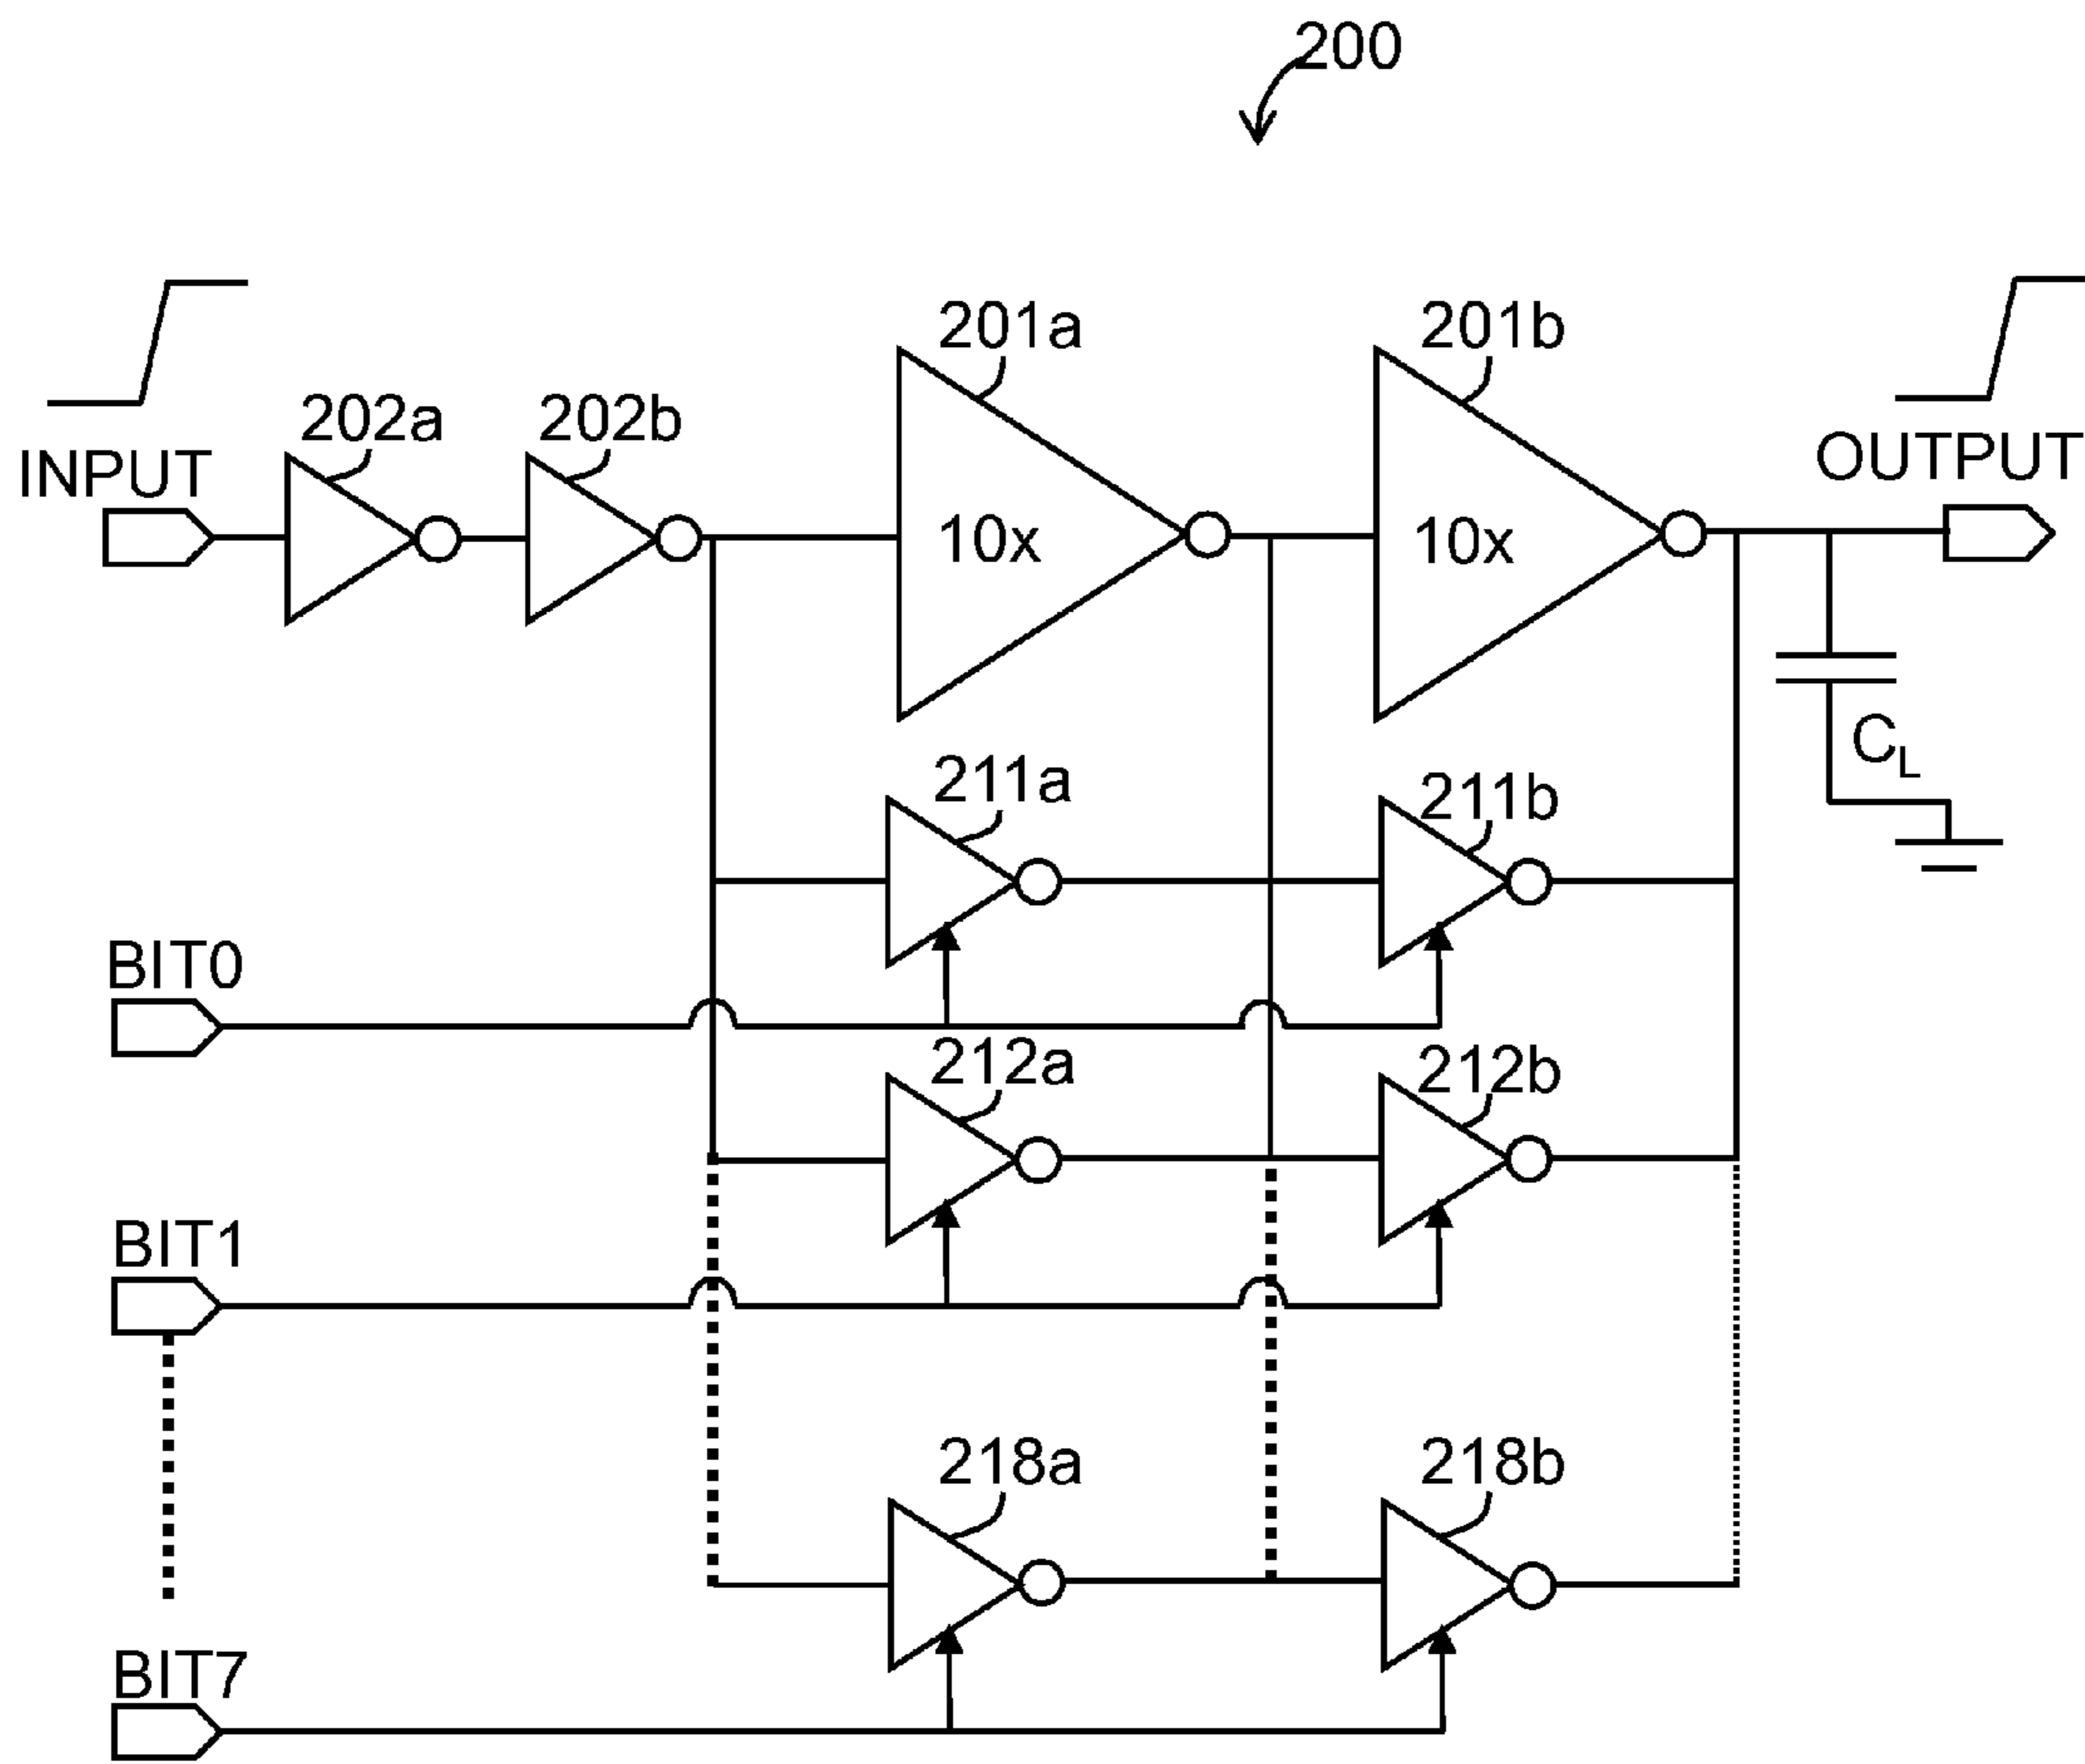 200
201a
201b
202a
202b
INPUT
OUTPUT
10x
10x
CL
211a
211b
BIT0
212a
212b
BIT1
218a
218b
BIT7